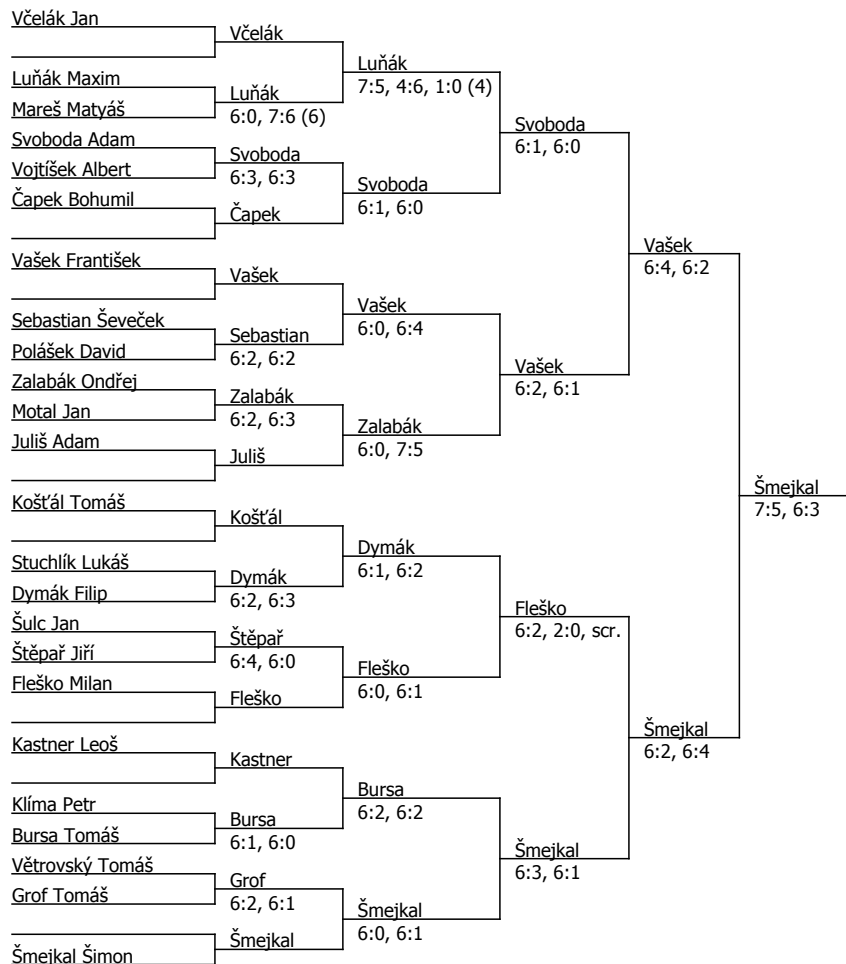 Včelák Jan
Včelák
Luňák
7:5, 4:6, 1:0 (4)
Luňák Maxim
Luňák
6:0, 7:6 (6)
Mareš Matyáš
Svoboda
6:1, 6:0
Svoboda Adam
Svoboda
6:3, 6:3
Vojtíšek Albert
Svoboda
6:1, 6:0
Čapek Bohumil
Čapek
Vašek
6:4, 6:2
Vašek František
Vašek
Vašek
6:0, 6:4
Sebastian Ševeček
Sebastian
6:2, 6:2
Polášek David
Vašek
6:2, 6:1
Zalabák Ondřej
Zalabák
6:2, 6:3
Motal Jan
Zalabák
6:0, 7:5
Juliš Adam
Juliš
Šmejkal
7:5, 6:3
Košťál Tomáš
Košťál
Dymák
6:1, 6:2
Stuchlík Lukáš
Dymák
6:2, 6:3
Dymák Filip
Fleško
6:2, 2:0, scr.
Šulc Jan
Štěpař
6:4, 6:0
Štěpař Jiří
Fleško
6:0, 6:1
Fleško Milan
Fleško
Šmejkal
6:2, 6:4
Kastner Leoš
Kastner
Bursa
6:2, 6:2
Klíma Petr
Bursa
6:1, 6:0
Bursa Tomáš
Šmejkal
6:3, 6:1
Větrovský Tomáš
Grof
6:2, 6:1
Grof Tomáš
Šmejkal
6:0, 6:1
Šmejkal
Šmejkal Šimon